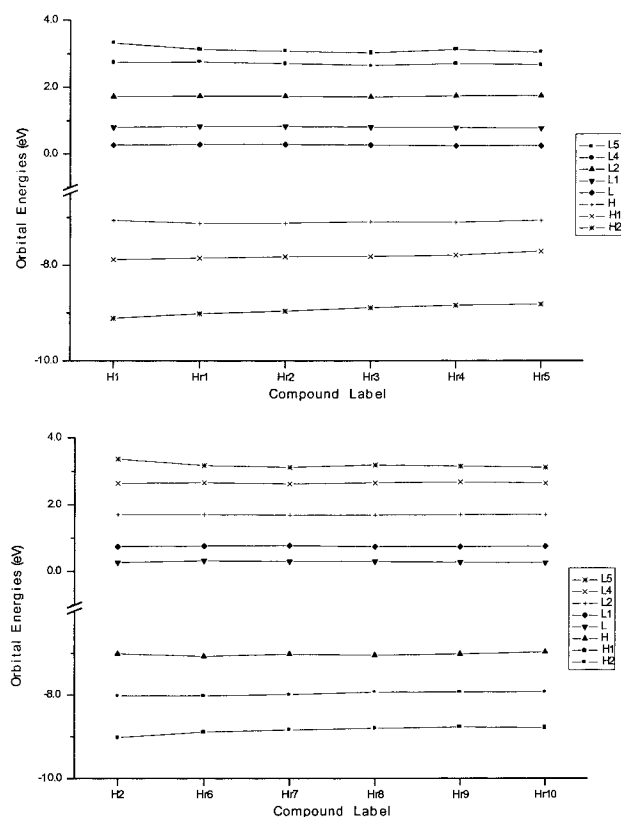 4.0
2.0
0.0
-8.0
-10.0
Orbital Energies (eV)
L5
L4
L2
L1
L
H
H1
H2
H1
Hr1
Hr2
Hr3
Hr4
Hr5
Compound Label
4.0
2.0
0.0
-8.0
-10.0
Orbital Energies (eV)
L5
L4
L2
L1
L
H
H1
H2
H2
Hr6
Hr7
Hr8
Hr9
Hr10
Compound Label